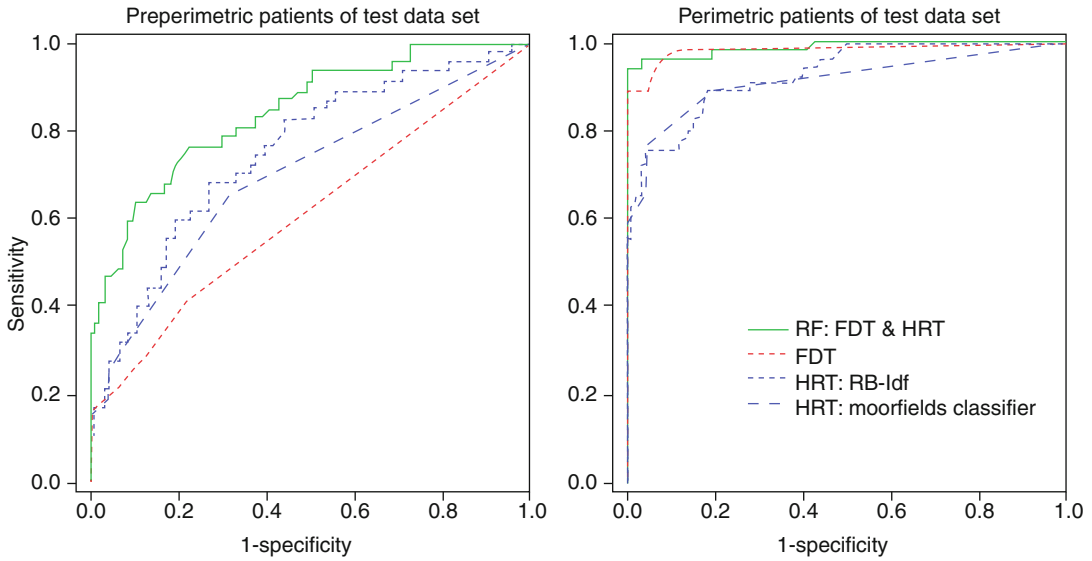 Preperimetric patients of test data set
Perimetric patients of test data set
Sensitivity
1.0
0.8
0.6
0.4
0.2
0.0
0.0 0.2 0.4 0.6 0.8 1.0
1-specificity
1.0
0.8
0.6
0.4
0.2
0.0
RF: FDT & HRT
FDT
HRT: RB-ldf
HRT: moorfields classifier
0.0 0.2 0.4 0.6 0.8 1.0
1-specificity